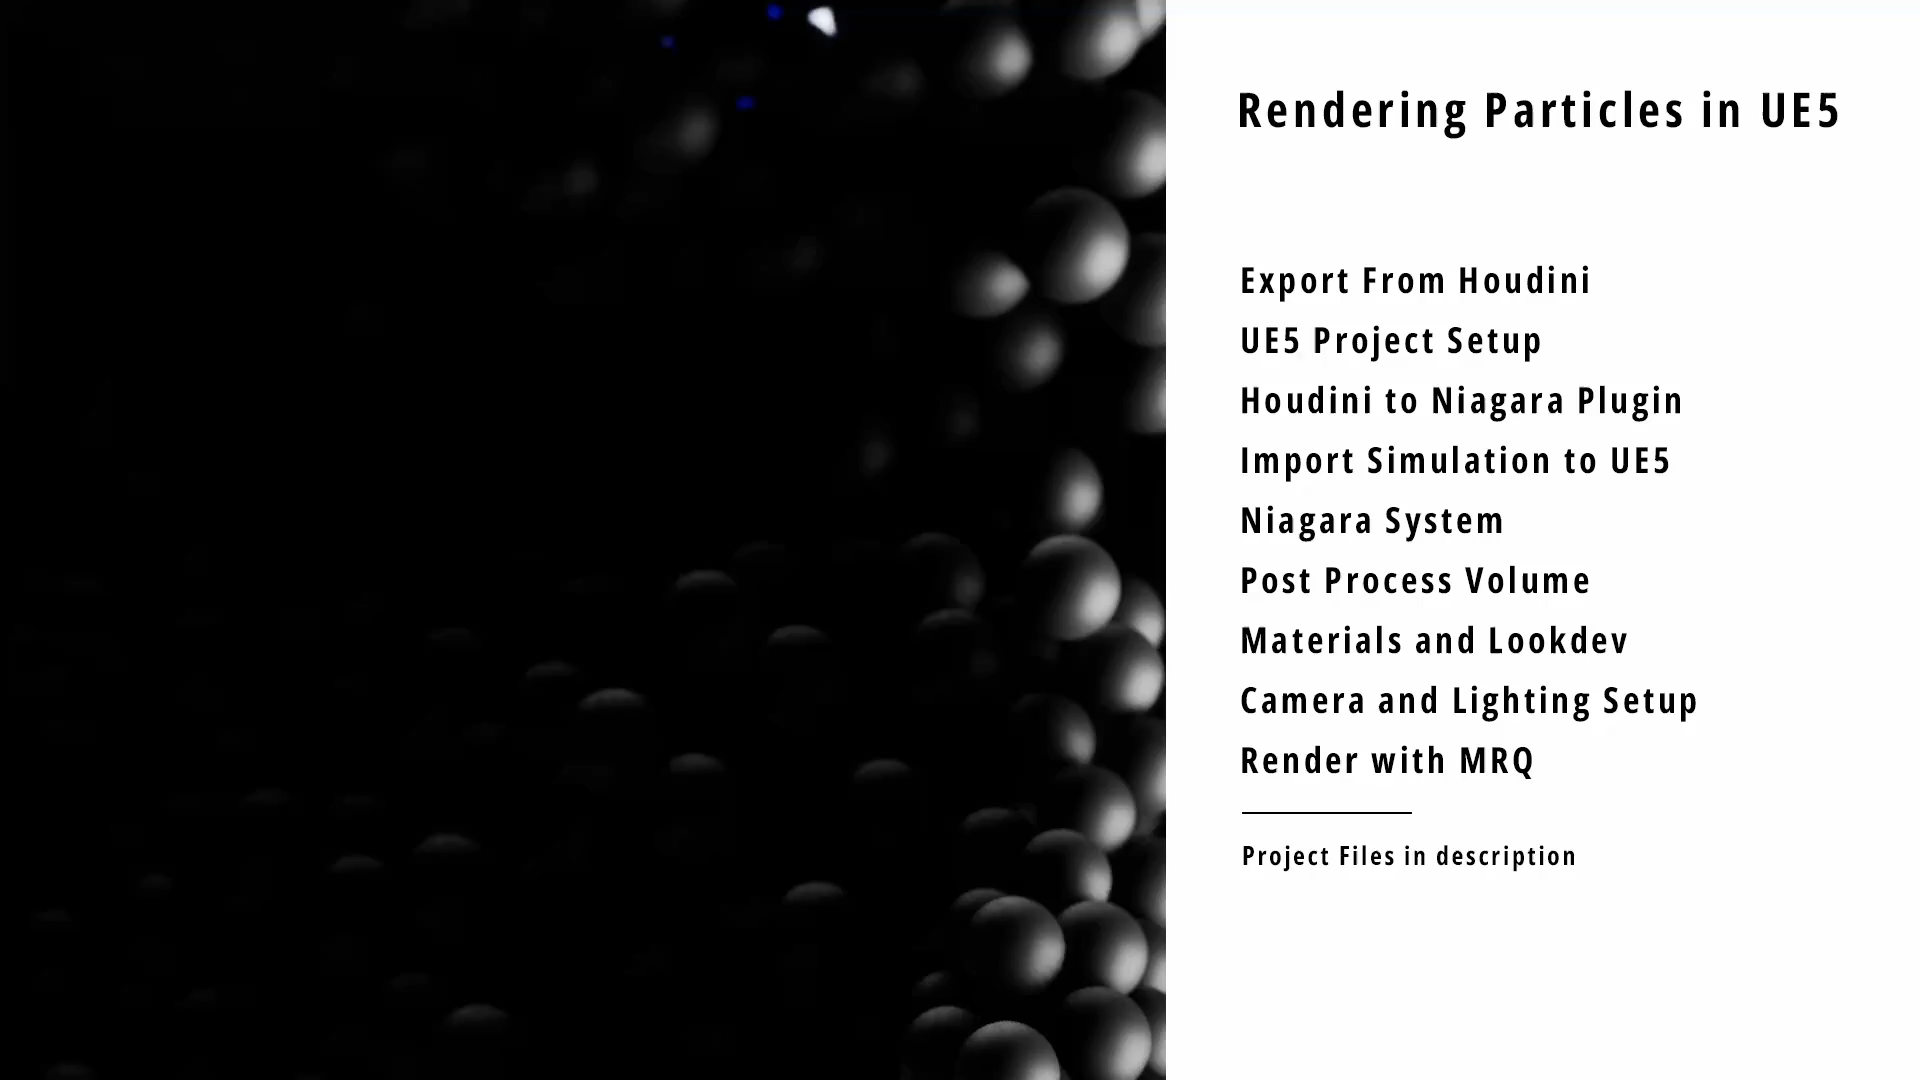 Rendering Particles in UE5
Export From Houdini
UE5 Project Setup
Houdini to Niagara Plugin
Import Simulation to UE5
Niagara System
Post Process Volume
Materials and Lookdev
Camera and Lighting Setup
Render with MRQ
Project Files in description